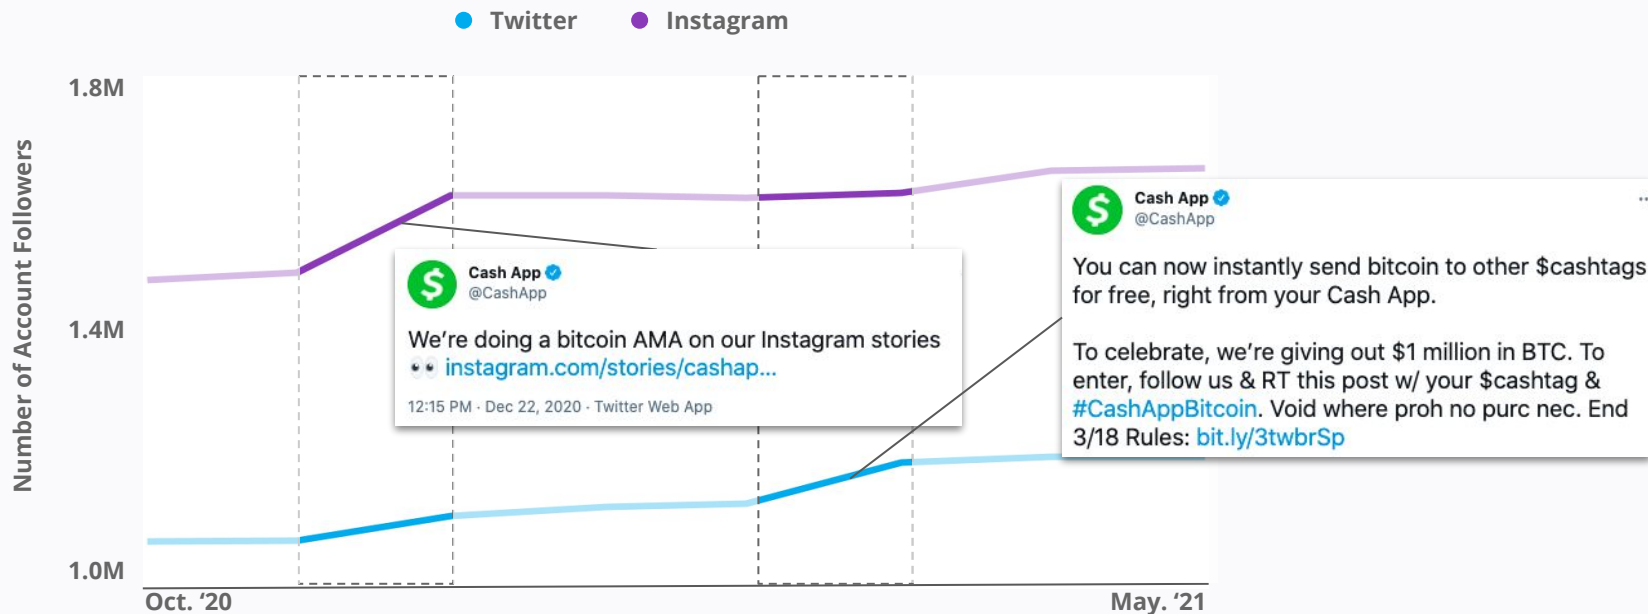 Twitter
Instagram
1.8M
1.4M
1.0M
Number of Account Followers
Oct. ‘20
May. ‘21
Cash App
@CashApp
We’re doing a bitcoin AMA on our Instagram stories
👀 instagram.com/stories/cashap...
12:15 PM · Dec 22, 2020 · Twitter Web App
Cash App
@CashApp
You can now instantly send bitcoin to other $cashtags
for free, right from your Cash App.
To celebrate, we’re giving out $1 million in BTC. To
enter, follow us & RT this post w/ your $cashtag &
#CashAppBitcoin. Void where proh no purc nec. End
3/18 Rules: bit.ly/3twbrSp